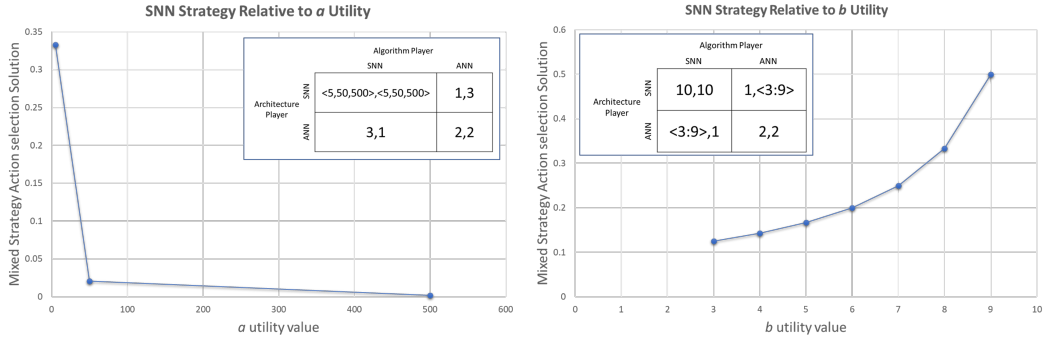 SNN Strategy Relative to a Utility
Mixed Strategy Action selection Solution
0.35
0.3
0.25
0.2
0.15
0.1
0.05
0
0 100 200 300 400 500 600
a utility value
Algorithm Player
SNN ANN
Architecture
Player
SNN
<5,50,500>,<5,50,500> 1,3
ANN
3,1 2,2
SNN Strategy Relative to b Utility
Mixed Strategy Action selection Solution
0.6
0.5
0.4
0.3
0.2
0.1
0
0 1 2 3 4 5 6 7 8 9 10
b utility value
Algorithm Player
SNN ANN
Architecture
Player
SNN
10,10 1,<3:9>
ANN
<3:9>,1 2,2